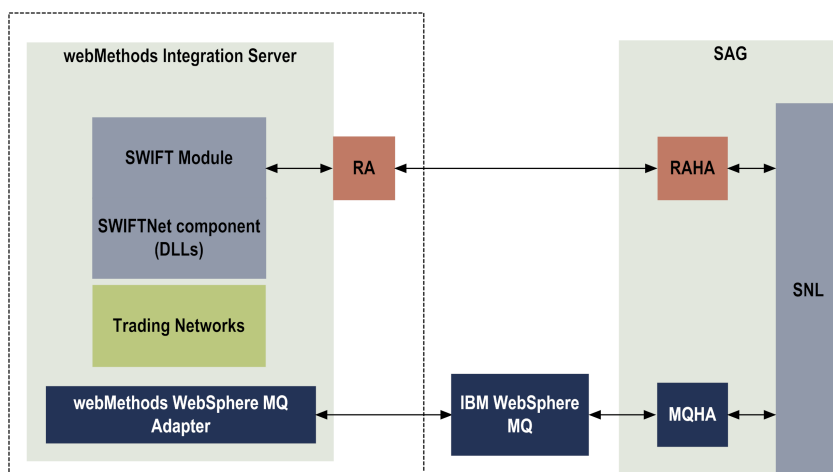 webMethods Integration Server
SAG
SWIFT Module
SWIFTNet component
(DLLs)
RA
RAHA
SNL
Trading Networks
webMethods WebSphere MQ
Adapter
IBM WebSphere
MQ
MQHA